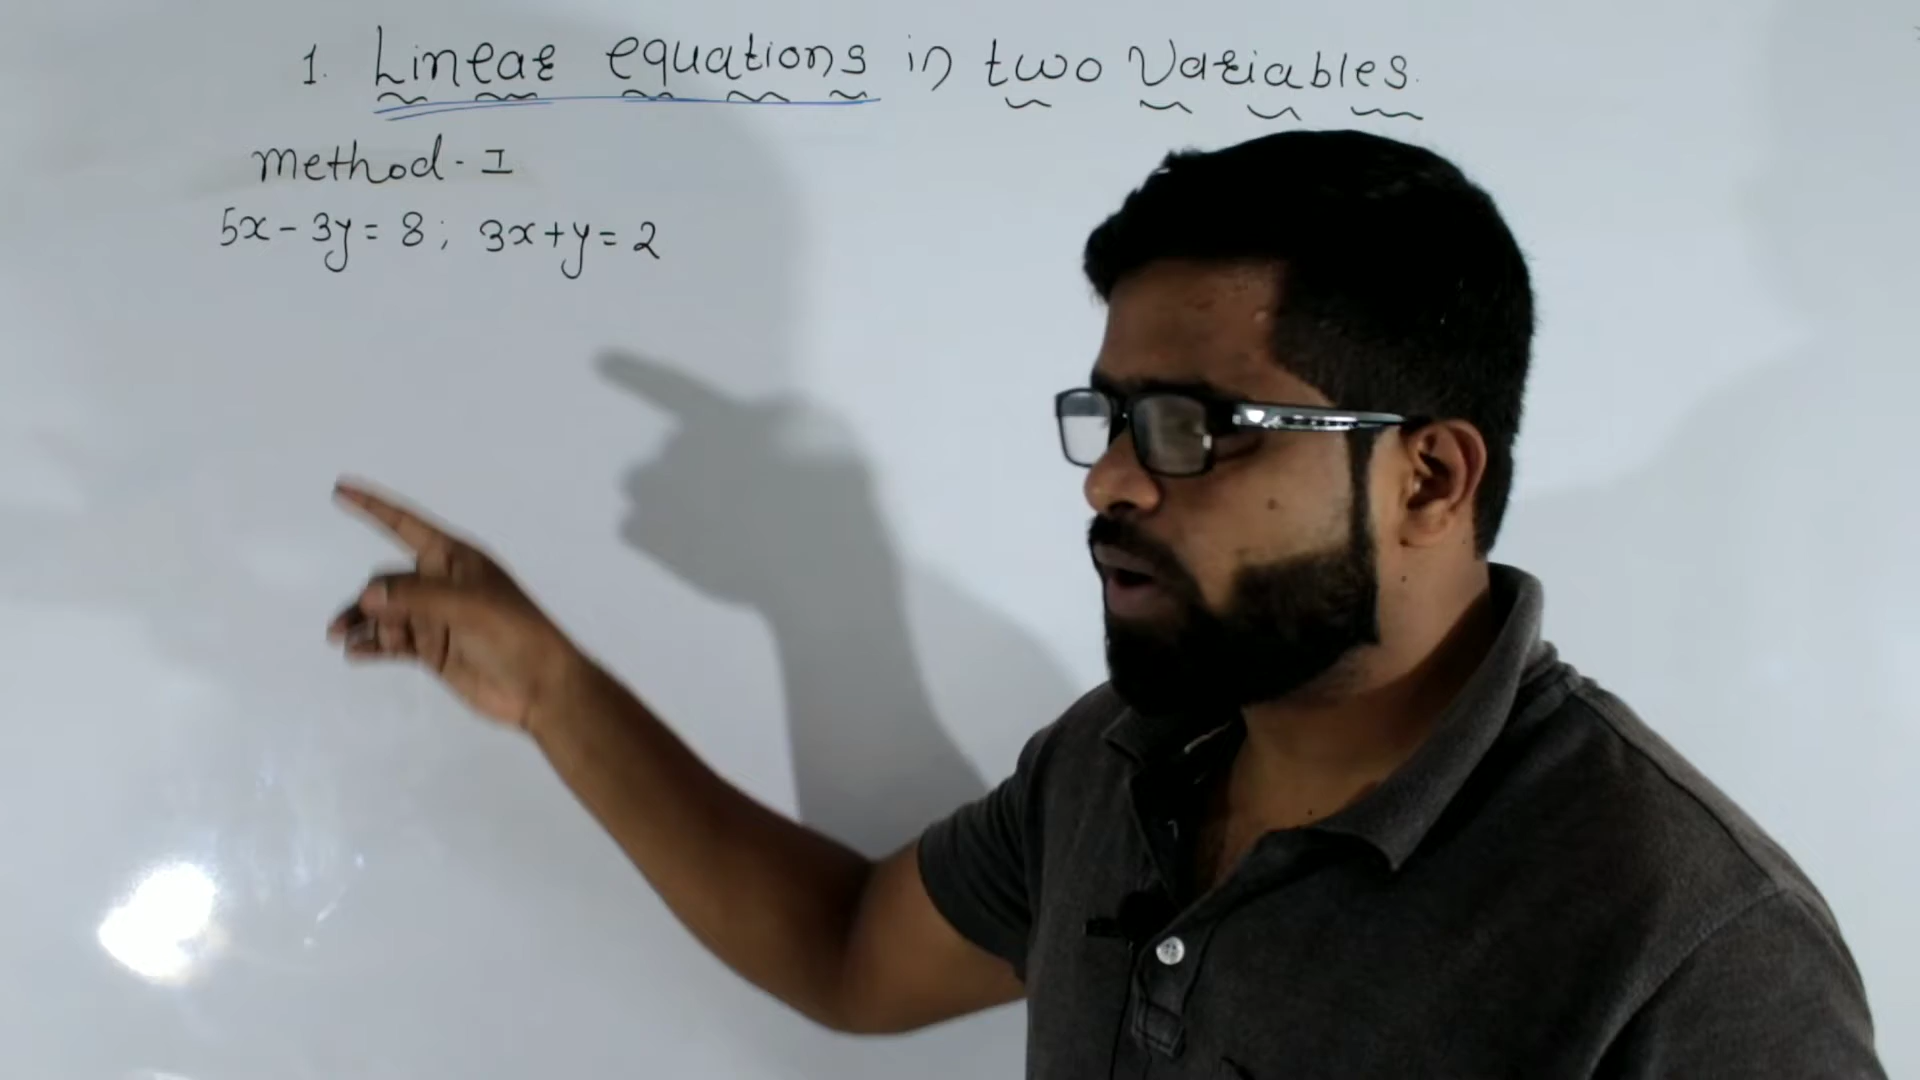 1. Linear equations in two Variables.
Method - I
5x - 3y = 8 ; 3x + y = 2